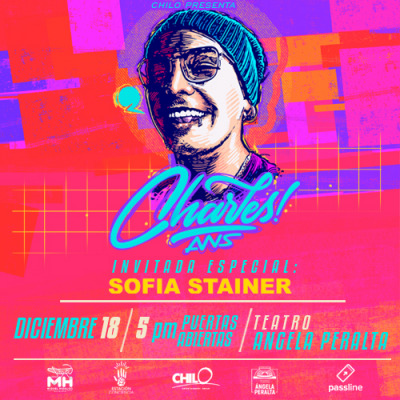 CHILO PRESENTA
Charles!
ANS
INVITADA ESPECIAL:
SOFIA STAINER
DICIEMBRE 18 / 5 pm PUERTAS ABIERTAS / TEATRO ANGELA PERALTA
MH
CHILO
ÁNGELA PERALTA
passline